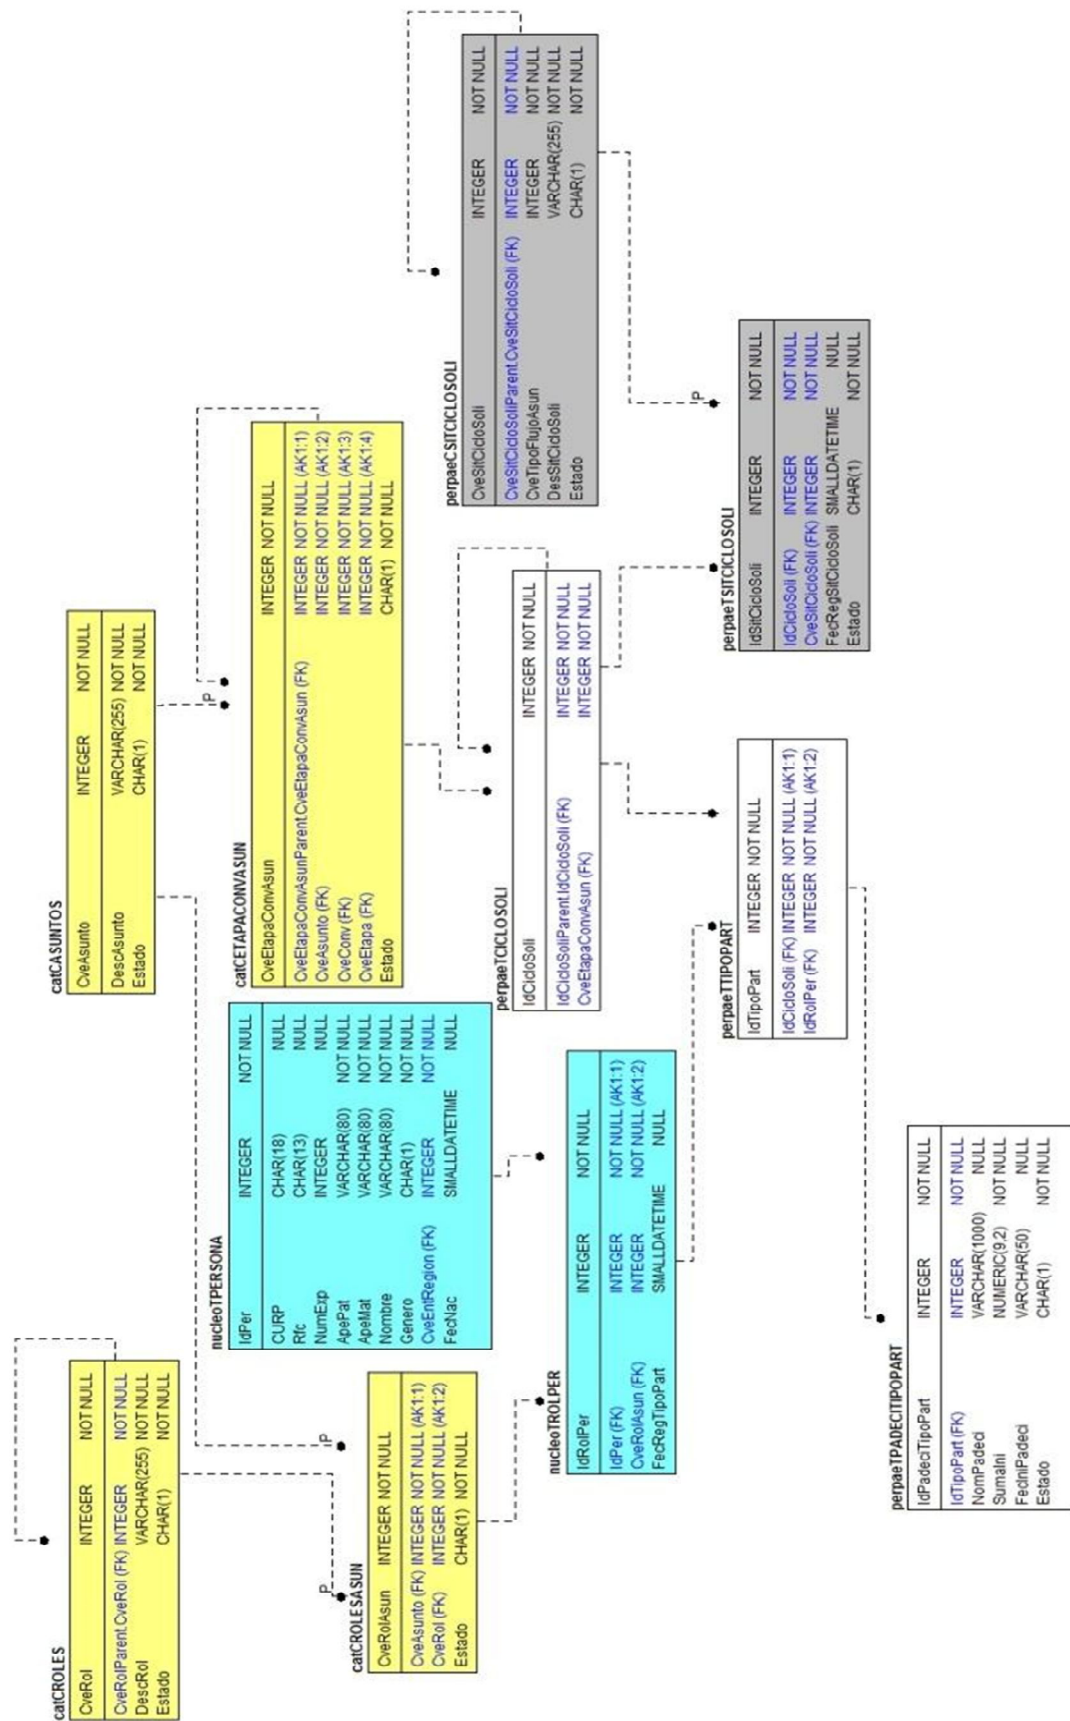 catCROLES
CveRol INTEGER NOT NULL
CveRolParent.CveRol (FK) INTEGER NOT NULL
DescRol VARCHAR(255) NOT NULL
Estado CHAR(1) NOT NULL
catCASUNTOS
CveAsunto INTEGER NOT NULL
DescAsunto VARCHAR(255) NOT NULL
Estado CHAR(1) NOT NULL
P
P
P
catCROLESASUN
CveRolAsun INTEGER NOT NULL
CveAsunto (FK) INTEGER NOT NULL (AK1:1)
CveRol (FK) INTEGER NOT NULL (AK1:2)
Estado CHAR(1) NOT NULL
nucleoTPERSONA
IdPer INTEGER NOT NULL
CURP CHAR(18) NULL
Rfc CHAR(13) NULL
NumExp INTEGER NULL
ApePat VARCHAR(80) NOT NULL
ApeMat VARCHAR(80) NOT NULL
Nombre VARCHAR(80) NOT NULL
Genero CHAR(1) NOT NULL
CveEntRegion (FK) INTEGER NOT NULL
FecNac SMALLDATETIME NULL
catCETAPACONVASUN
CveEtapaConvAsun INTEGER NOT NULL
CveEtapaConvAsunParent.CveEtapaConvAsun (FK) INTEGER NOT NULL (AK1:1)
CveAsunto (FK) INTEGER NOT NULL (AK1:2)
CveConv (FK) INTEGER NOT NULL (AK1:3)
CveEtapa (FK) INTEGER NOT NULL (AK1:4)
Estado CHAR(1) NOT NULL
perpaeCSITCICLOSOLI
CveSitCicloSoli INTEGER NOT NULL
CveSitCicloSoliParent.CveSitCicloSoli (FK) INTEGER NOT NULL
CveTipoFlujoAsun INTEGER NOT NULL
DesSitCicloSoli VARCHAR(255) NOT NULL
Estado CHAR(1) NOT NULL
perpaeTCICLOSOLI
IdCicloSoli INTEGER NOT NULL
IdCicloSoliParent.IdCicloSoli (FK) INTEGER NOT NULL
CveEtapaConvAsun (FK) INTEGER NOT NULL
nucleoTROLPER
IdRolPer INTEGER NOT NULL
IdPer (FK) INTEGER NOT NULL (AK1:1)
CveRolAsun (FK) INTEGER NOT NULL (AK1:2)
FecRegTipoPart SMALLDATETIME NULL
P
perpaeTTIPOPART
IdTipoPart INTEGER NOT NULL
IdCicloSoli (FK) INTEGER NOT NULL (AK1:1)
IdRolPer (FK) INTEGER NOT NULL (AK1:2)
perpaeTSITCICLOSOLI
IdSitCicloSoli INTEGER NOT NULL
IdCicloSoli (FK) INTEGER NOT NULL
CveSitCicloSoli (FK) INTEGER NOT NULL
FecRegSitCicloSoli SMALLDATETIME NULL
Estado CHAR(1) NOT NULL
perpaeTPADECITIPOPART
IdPadeciTipoPart INTEGER NOT NULL
IdTipoPart (FK) INTEGER NOT NULL
NomPadeci VARCHAR(1000) NULL
SumaIni NUMERIC(9.2) NOT NULL
FecIniPadeci VARCHAR(50) NULL
Estado CHAR(1) NOT NULL